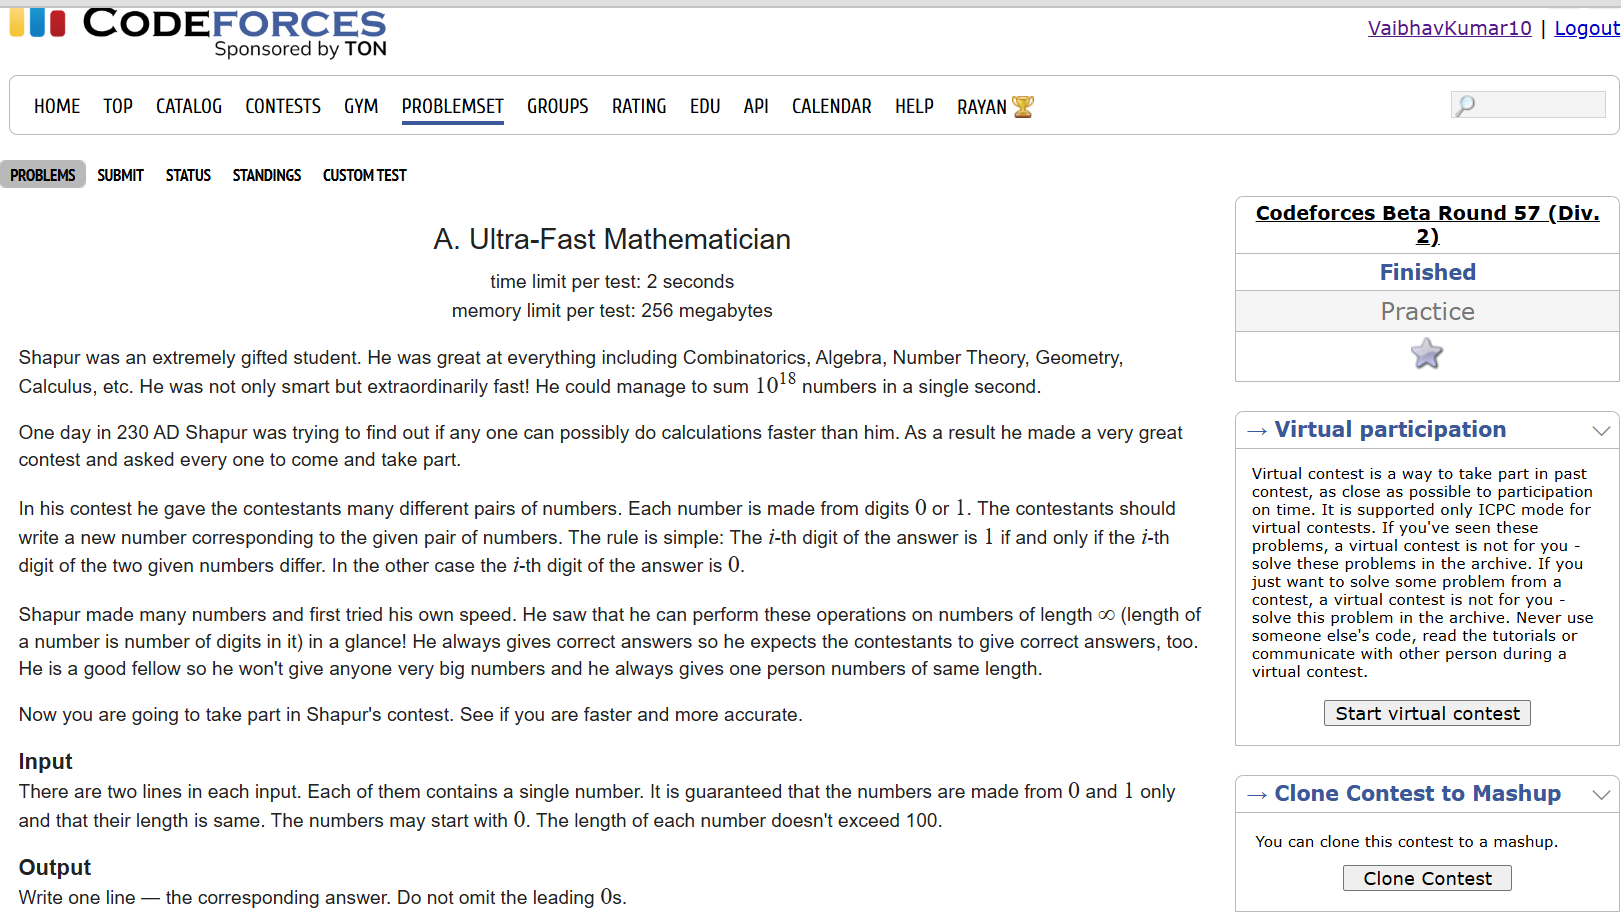 CODEFORCES
Sponsored by TON
VaibhavKumar10 | Logout
HOME TOP CATALOG CONTESTS GYM PROBLEMSET GROUPS RATING EDU API CALENDAR HELP RAYAN
PROBLEMS SUBMIT STATUS STANDINGS CUSTOM TEST
A. Ultra-Fast Mathematician
time limit per test: 2 seconds
memory limit per test: 256 megabytes
Shapur was an extremely gifted student. He was great at everything including Combinatorics, Algebra, Number Theory, Geometry,
Calculus, etc. He was not only smart but extraordinarily fast! He could manage to sum 10^18 numbers in a single second.
One day in 230 AD Shapur was trying to find out if any one can possibly do calculations faster than him. As a result he made a very great
contest and asked every one to come and take part.
In his contest he gave the contestants many different pairs of numbers. Each number is made from digits 0 or 1. The contestants should
write a new number corresponding to the given pair of numbers. The rule is simple: The i-th digit of the answer is 1 if and only if the i-th
digit of the two given numbers differ. In the other case the i-th digit of the answer is 0.
Shapur made many numbers and first tried his own speed. He saw that he can perform these operations on numbers of length ∞ (length of
a number is number of digits in it) in a glance! He always gives correct answers so he expects the contestants to give correct answers, too.
He is a good fellow so he won't give anyone very big numbers and he always gives one person numbers of same length.
Now you are going to take part in Shapur's contest. See if you are faster and more accurate.
Input
There are two lines in each input. Each of them contains a single number. It is guaranteed that the numbers are made from 0 and 1 only
and that their length is same. The numbers may start with 0. The length of each number doesn't exceed 100.
Output
Write one line — the corresponding answer. Do not omit the leading 0s.
Codeforces Beta Round 57 (Div.
2)
Finished
Practice
→ Virtual participation
Virtual contest is a way to take part in past
contest, as close as possible to participation
on time. It is supported only ICPC mode for
virtual contests. If you've seen these
problems, a virtual contest is not for you -
solve these problems in the archive. If you
just want to solve some problem from a
contest, a virtual contest is not for you -
solve this problem in the archive. Never use
someone else's code, read the tutorials or
communicate with other person during a
virtual contest.
Start virtual contest
→ Clone Contest to Mashup
You can clone this contest to a mashup.
Clone Contest